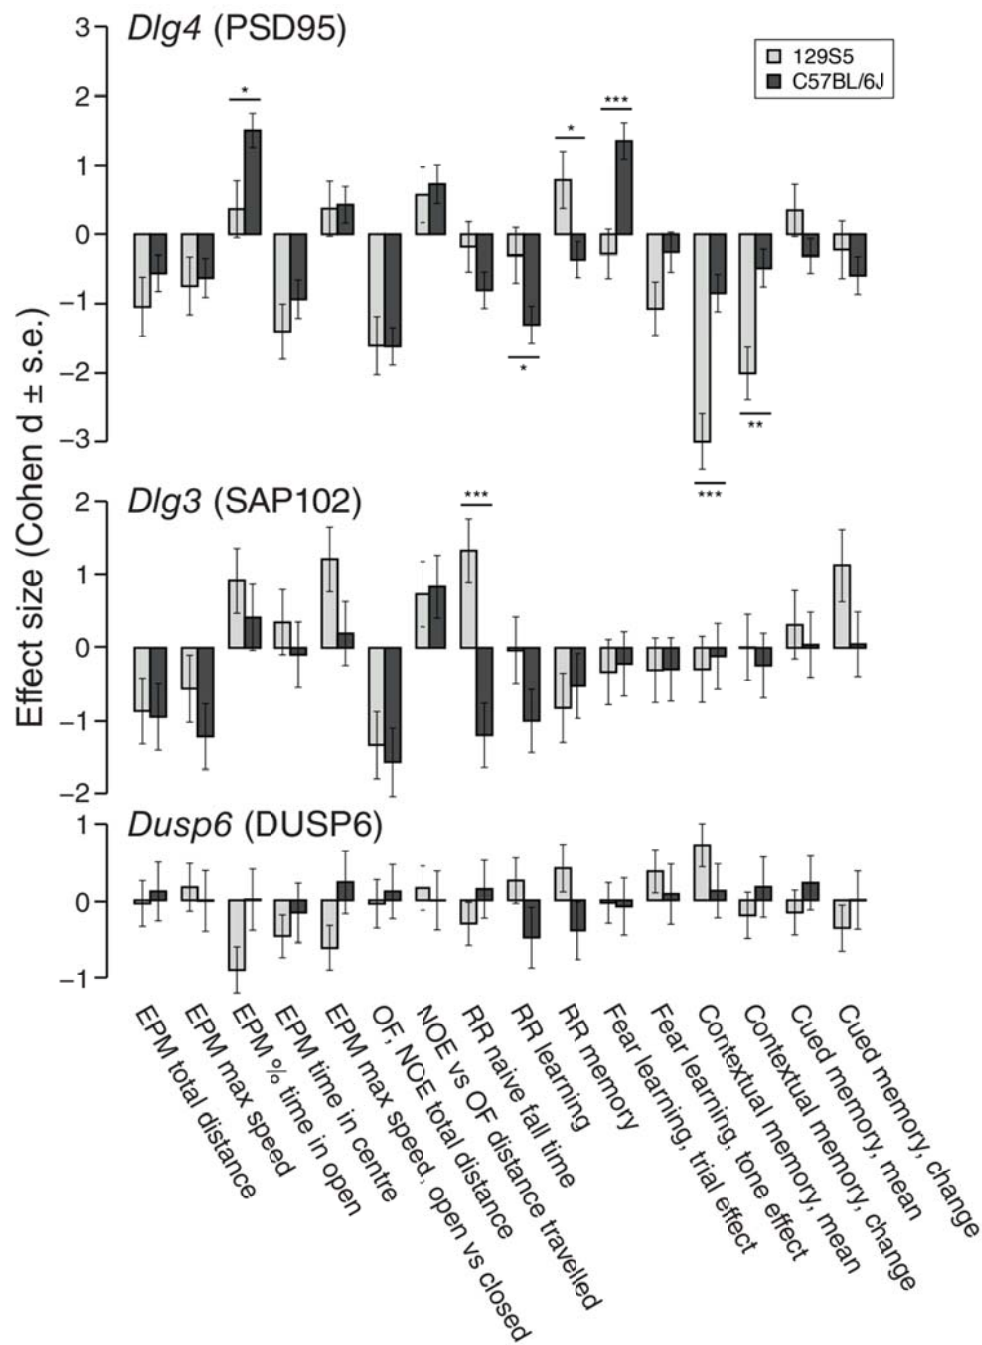 Dlg4 (PSD95)
129S5
C57BL/6J
3
2
1
0
−1
−2
−3
*
*
*
***
***
**
Effect size (Cohen d ± s.e.)
Dlg3 (SAP102)
2
1
0
−1
−2
***
Dusp6 (DUSP6)
1
0
−1
EPM total distance
EPM max speed
EPM % time in open
EPM time in centre
EPM max speed, open vs closed
OF, NOE total distance
NOE vs OF distance travelled
RR naive fall time
RR learning
RR memory
Fear learning, trial effect
Fear learning, tone effect
Contextual memory, mean
Contextual memory, change
Cued memory, mean
Cued memory, change